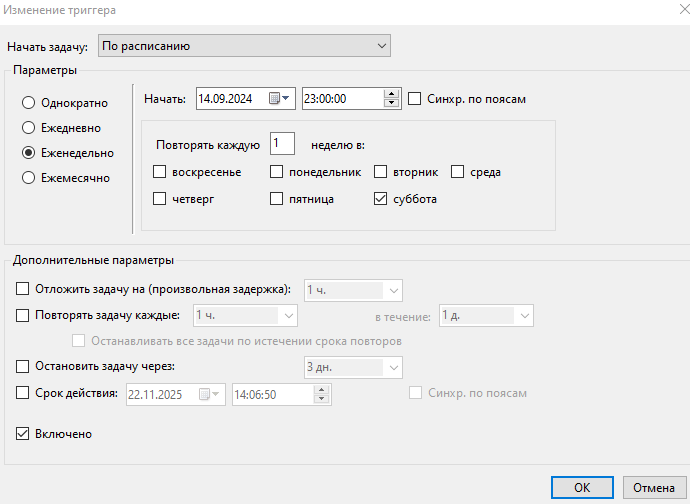 Изменение триггера
Начать задачу: По расписанию
Параметры
Однократно
Ежедневно
Еженедельно
Ежемесячно
Начать: 14.09.2024 23:00:00 Синхр. по поясам
Повторять каждую 1 неделю в:
воскресенье понедельник вторник среда
четверг пятница суббота
Дополнительные параметры
Отложить задачу на (произвольная задержка): 1 ч.
Повторять задачу каждые: 1 ч. в течение: 1 д.
Останавливать все задачи по истечении срока повторов
Остановить задачу через: 3 дн.
Срок действия: 22.11.2025 14:06:50 Синхр. по поясам
Включено
ОК Отмена